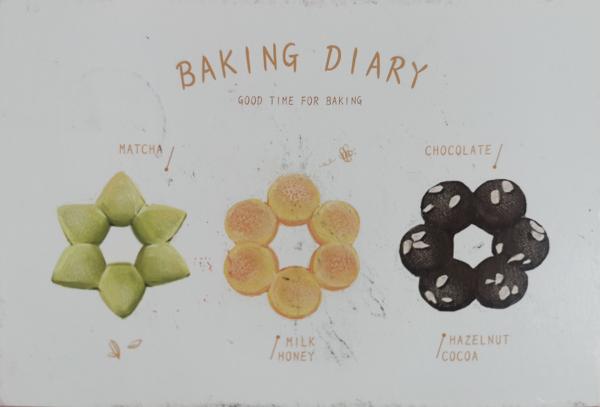 BAKING DIARY
GOOD TIME FOR BAKING
MATCHA
CHOCOLATE
MILK
HONEY
HAZELNUT
COCOA